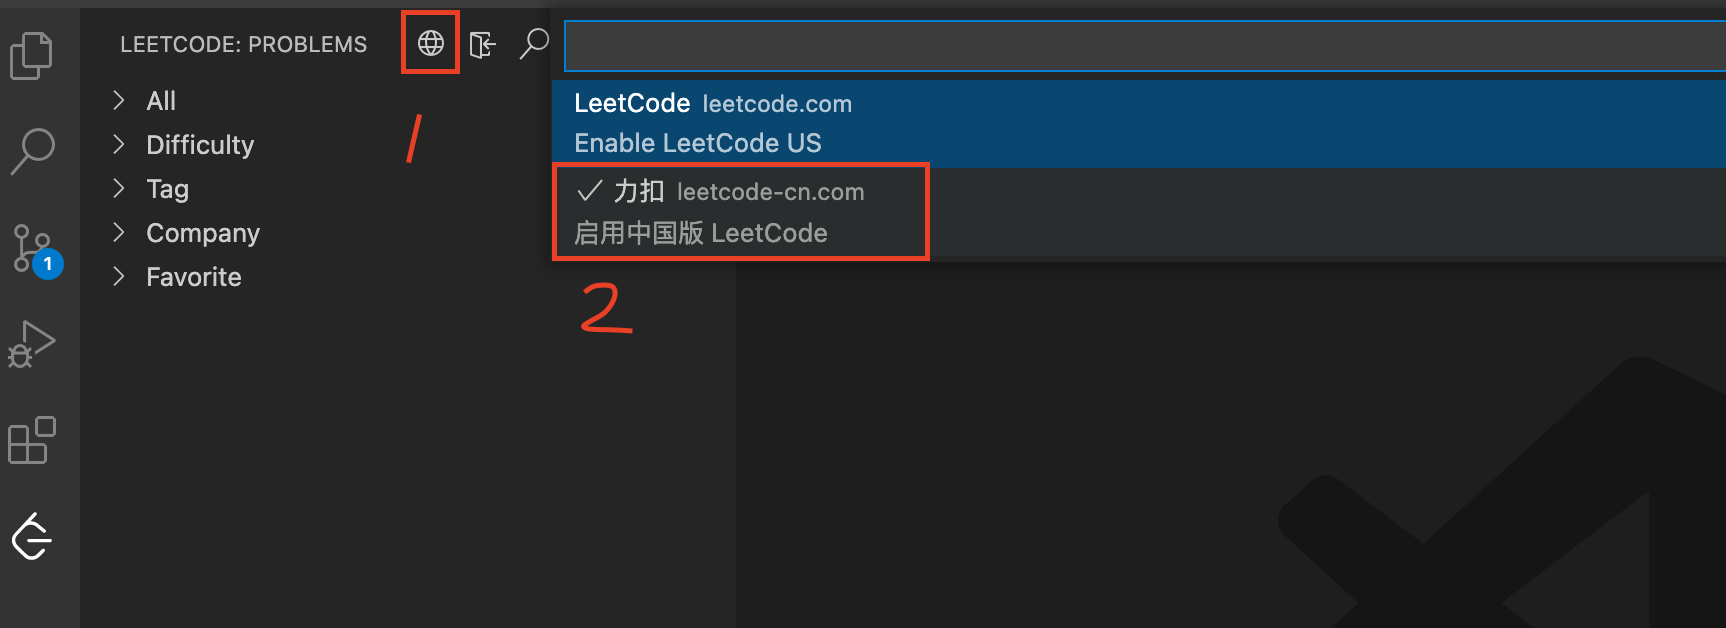 LEETCODE: PROBLEMS
All
Difficulty
Tag
Company
Favorite
1
1
LeetCode leetcode.com
Enable LeetCode US
力扣 leetcode-cn.com
启用中国版 LeetCode
2